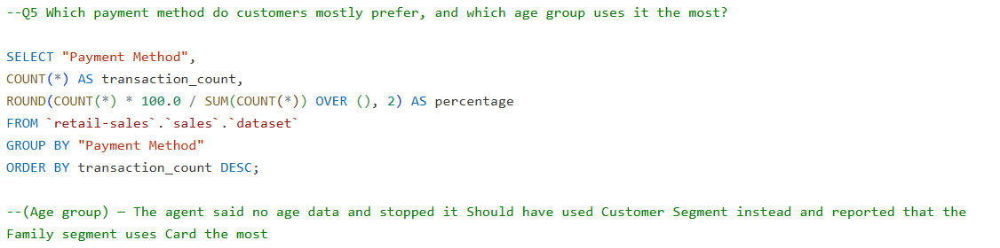 --Q5 Which payment method do customers mostly prefer, and which age group uses it the most?
SELECT "Payment Method",
COUNT(*) AS transaction_count,
ROUND(COUNT(*) * 100.0 / SUM(COUNT(*)) OVER (), 2) AS percentage
FROM `retail-sales`.`sales`.`dataset`
GROUP BY "Payment Method"
ORDER BY transaction_count DESC;
--(Age group) — The agent said no age data and stopped it Should have used Customer Segment instead and reported that the
Family segment uses Card the most